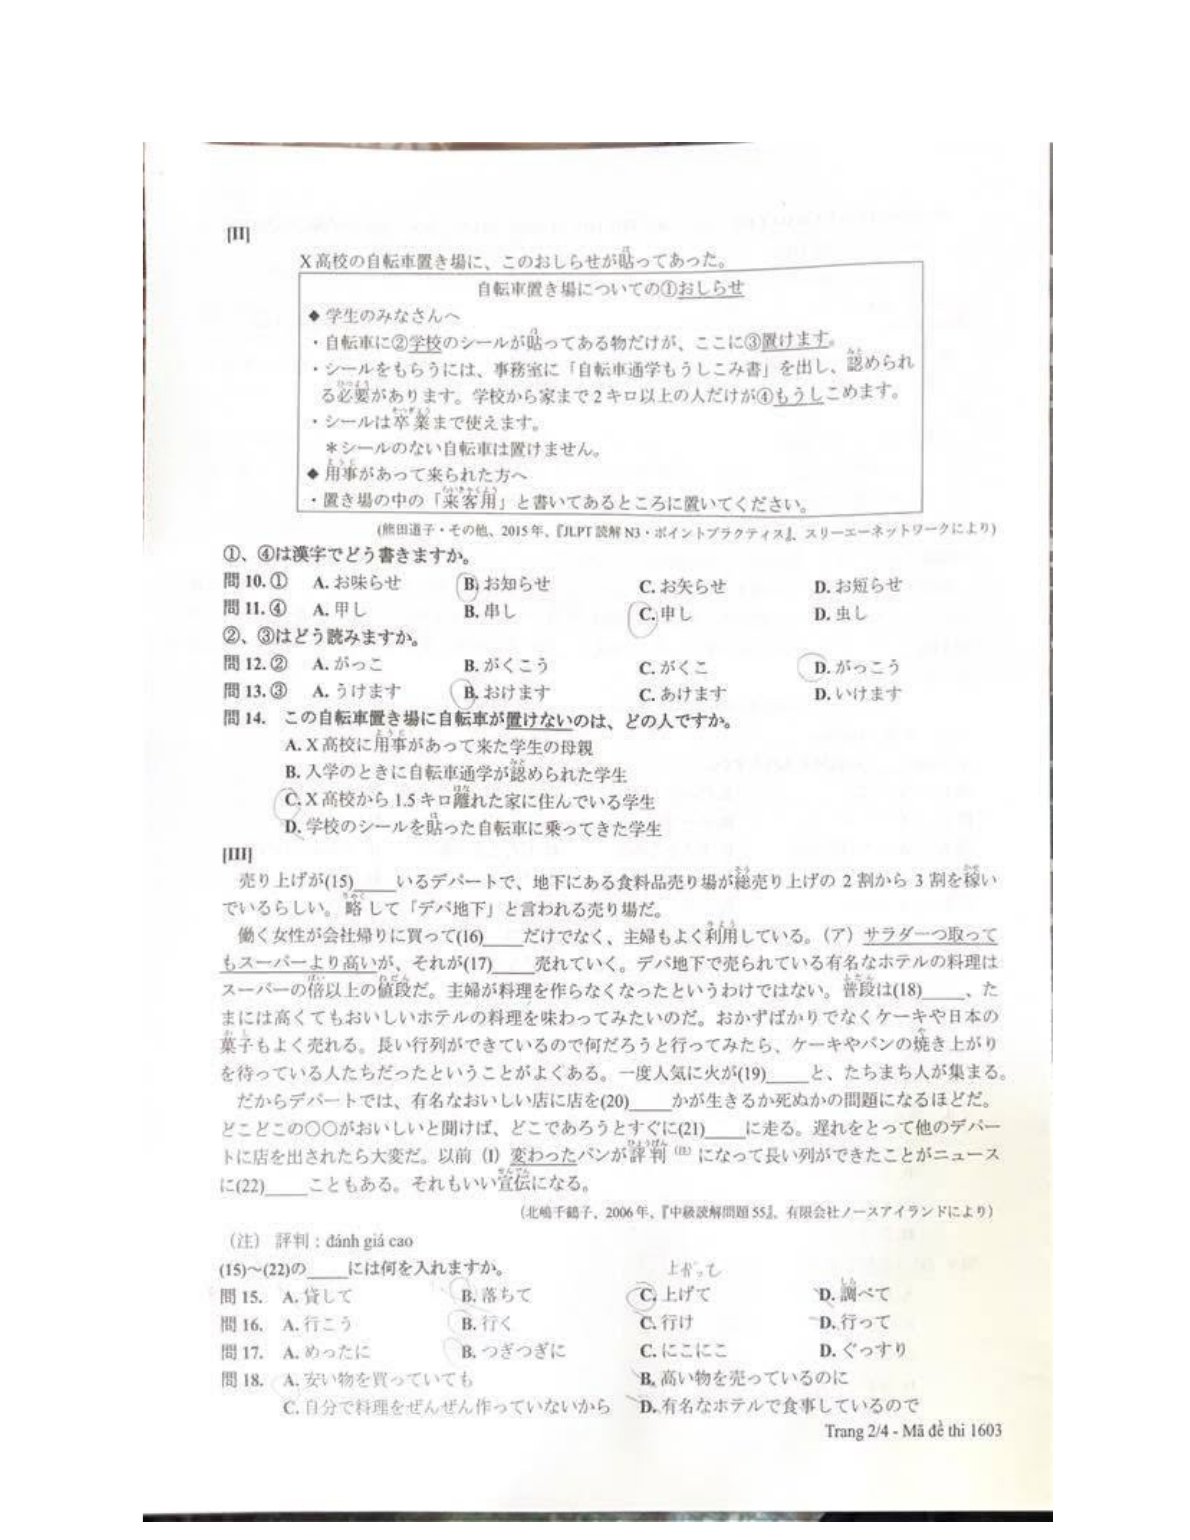 [II]
X高校の自転車置き場に、このおしらせが貼ってあった。
自転車置き場についての①おしらせ
◆ 学生のみなさんへ
・自転車に②学校のシールが貼ってある物だけが、ここに③置けます。
・シールをもらうには、事務室に「自転車通学もうしこみ書」を出し、認められ
る必要があります。学校から家まで2キロ以上の人だけが④もうしこめます。
・シールは卒業まで使えます。
＊シールのない自転車は置けません。
◆ 用事があって来られた方へ
・置き場の中の「来客用」と書いてあるところに置いてください。
(熊田道子・その他、2015年、『JLPT 読解 N3・ポイントプラクティス』、スリーエーネットワークにより)
①、④は漢字でどう書きますか。
問 10. ① A. お味らせ B. お知らせ C. お矢らせ D. お短らせ
問 11. ④ A. 甲し B. 串し C. 申し D. 虫し
②、③はどう読みますか。
問 12. ② A. がっこ B. がくこう C. がくこ D. がっこう
問 13. ③ A. うけます B. おけます C. あけます D. いけます
問 14. この自転車置き場に自転車が置けないのは、どの人ですか。
A. X高校に用事があって来た学生の母親
B. 入学のときに自転車通学が認められた学生
C. X高校から 1.5 キロ離れた家に住んでいる学生
D. 学校のシールを貼った自転車に乗ってきた学生
[III]
売り上げが(15)____いるデパートで、地下にある食料品売り場が総売り上げの 2 割から 3 割を稼い
でいるらしい。略して「デパ地下」と言われる売り場だ。
働く女性が会社帰りに買って(16)____だけでなく、主婦もよく利用している。（ア）サラダ一つ取って
もスーパーより高いが、それが(17)____売れていく。デパ地下で売られている有名なホテルの料理は
スーパーの倍以上の値段だ。主婦が料理を作らなくなったというわけではない。普段は(18)____、た
まには高くてもおいしいホテルの料理を味わってみたいのだ。おかずばかりでなくケーキや日本の
菓子もよく売れる。長い行列ができているので何だろうと行ってみたら、ケーキやパンの焼き上がり
を待っている人たちだったということがよくある。一度人気に火が(19)____と、たちまち人が集まる。
だからデパートでは、有名なおいしい店に店を(20)____かが生きるか死ぬかの問題になるほどだ。
どこどこの〇〇がおいしいと聞けば、どこであろうとすぐに(21)____に走る。遅れをとって他のデパー
トに店を出されたら大変だ。以前（I）変わったパンが評判（注）になって長い列ができたことがニュース
に(22)____こともある。それもいい宣伝になる。
（北嶋千鶴子、2006年、『中級読解問題 55』、有限会社ノースアイランドにより）
（注） 評判 : đánh giá cao
(15)～(22)の____には何を入れますか。
上がって
問 15. A. 貸して B. 落ちて C. 上げて D. 調べて
問 16. A. 行こう B. 行く C. 行け D. 行って
問 17. A. めったに B. つぎつぎに C. にこにこ D. ぐっすり
問 18. A. 安い物を買っていても B. 高い物を売っているのに
C. 自分で料理をぜんぜん作っていないから D. 有名なホテルで食事しているので
Trang 2/4 - Mã đề thi 1603